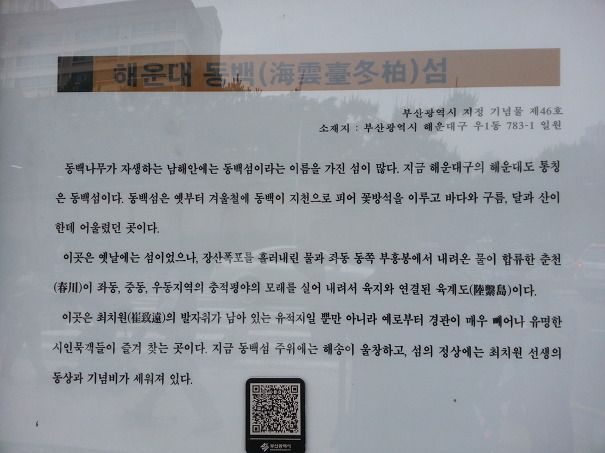 해운대 동백(海雲臺冬柏)섬
부산광역시 지정 기념물 제46호
소재지 : 부산광역시 해운대구 우1동 783-1 일원
동백나무가 자생하는 남해안에는 동백섬이라는 이름을 가진 섬이 많다. 지금 해운대구의 해운대도 통칭
은 동백섬이다. 동백섬은 옛부터 겨울철에 동백이 지천으로 피어 꽃방석을 이루고 바다와 구름, 달과 산이
한데 어울렸던 곳이다.
이곳은 옛날에는 섬이었으나, 장산폭포를 흘러내린 물과 좌동 동쪽 부흥봉에서 내려온 물이 합류한 춘천
(春川)이 좌동, 중동, 우동지역의 충적평야의 모래를 실어 내려서 육지와 연결된 육계도(陸繫島)이다.
이곳은 최치원(崔致遠)의 발자취가 남아 있는 유적지일 뿐만 아니라 예로부터 경관이 매우 빼어나 유명한
시인묵객들이 즐겨 찾는 곳이다. 지금 동백섬 주위에는 해송이 울창하고, 섬의 정상에는 최치원 선생의
동상과 기념비가 세워져 있다.
부산광역시